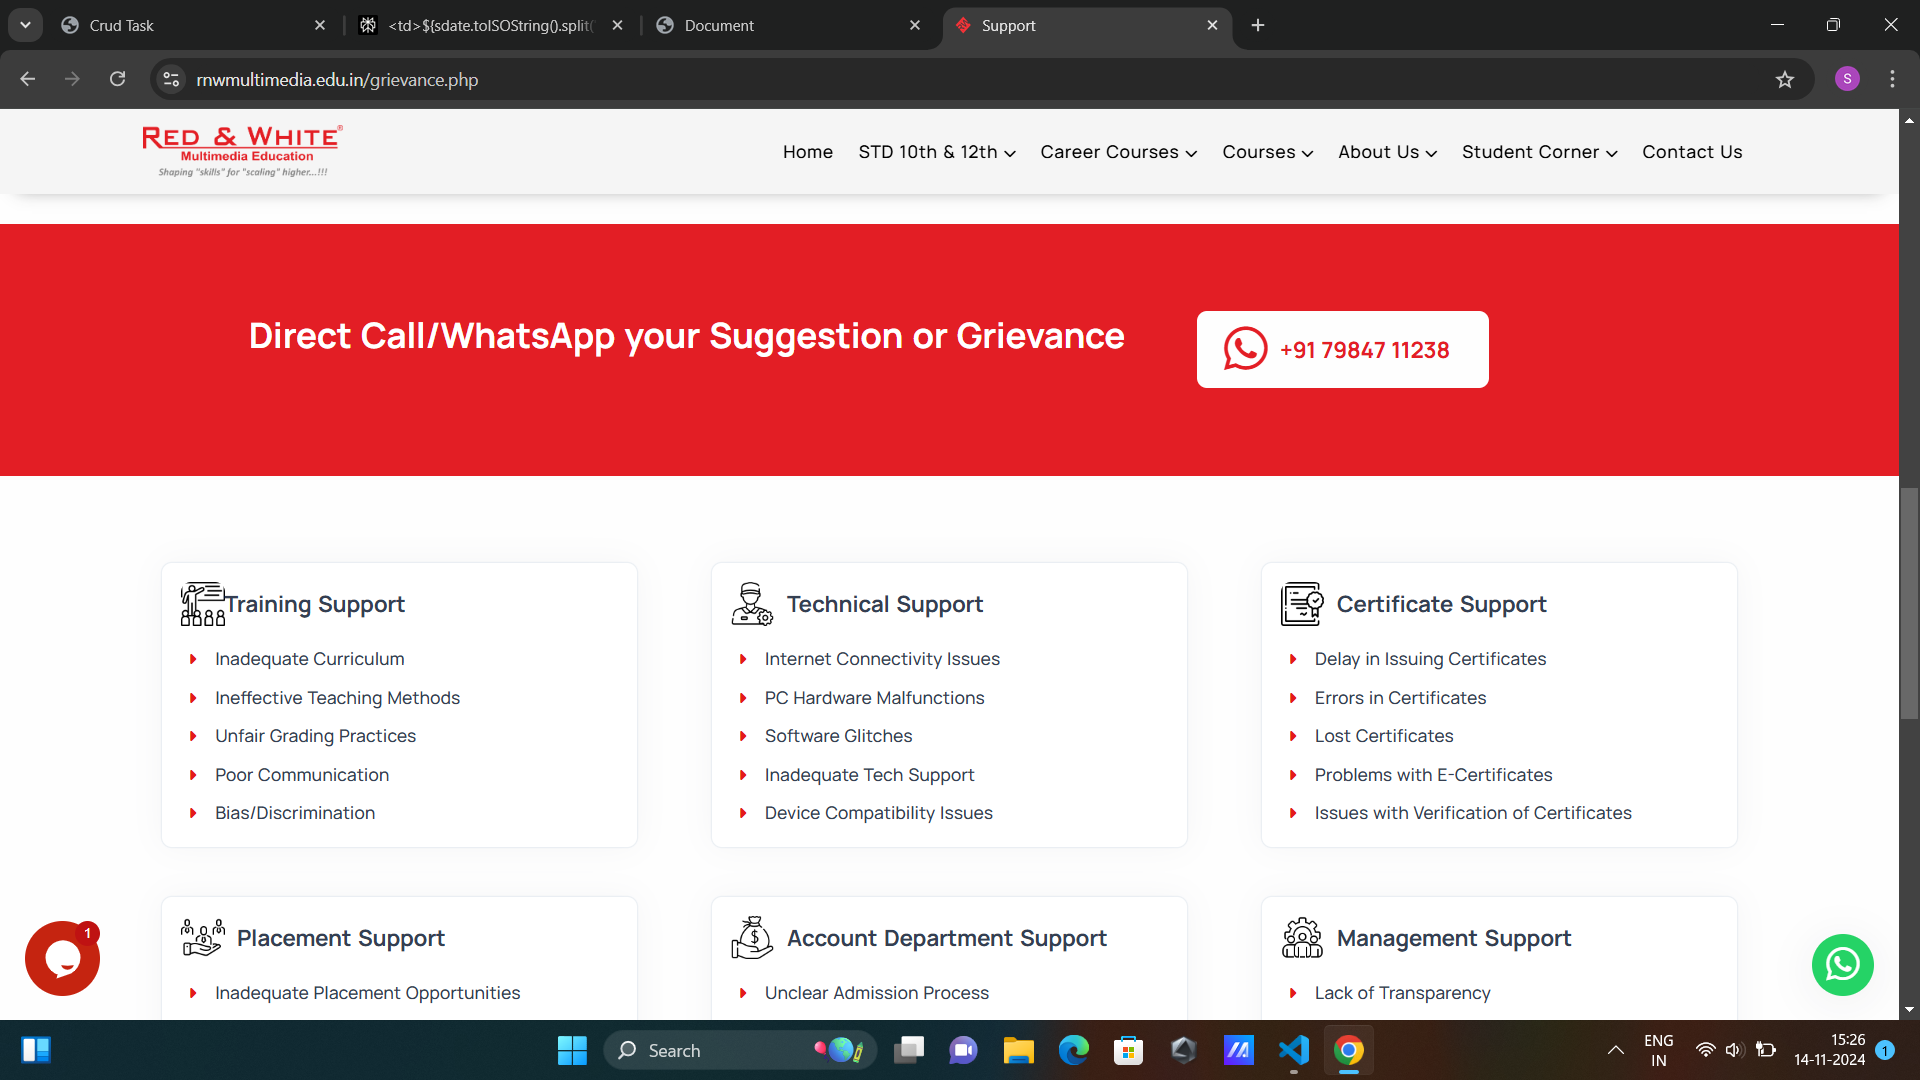 Crud Task
<td>${sdate.toISOString().split('
Document
Support
rnwmultimedia.edu.in/grievance.php
S
RED & WHITE®
Multimedia Education
Shaping "skills" for "scaling" higher...!!!
Home
STD 10th & 12th
Career Courses
Courses
About Us
Student Corner
Contact Us
Direct Call/WhatsApp your Suggestion or Grievance
+91 79847 11238
Training Support
Inadequate Curriculum
Ineffective Teaching Methods
Unfair Grading Practices
Poor Communication
Bias/Discrimination
Technical Support
Internet Connectivity Issues
PC Hardware Malfunctions
Software Glitches
Inadequate Tech Support
Device Compatibility Issues
Certificate Support
Delay in Issuing Certificates
Errors in Certificates
Lost Certificates
Problems with E-Certificates
Issues with Verification of Certificates
Placement Support
Inadequate Placement Opportunities
Account Department Support
Unclear Admission Process
Management Support
Lack of Transparency
1
Search
ENG
IN
15:26
14-11-2024
1